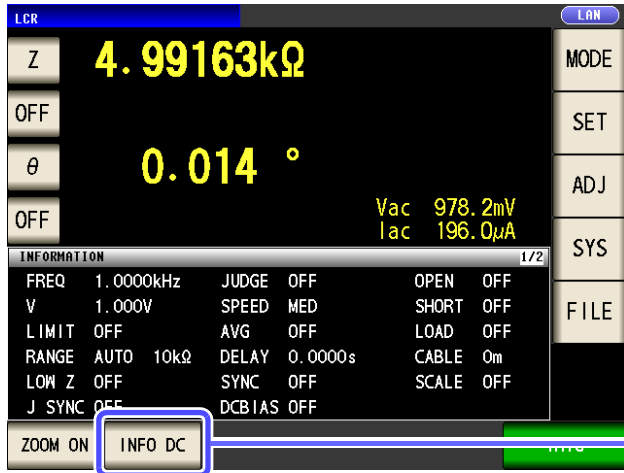 LCR LAN
Z 4.99163kΩ MODE
OFF SET
θ 0.014 ° ADJ
OFF Vac 978.2mV
Iac 196.0μA SYS
INFORMATION 1/2
FREQ 1.0000kHz JUDGE OFF OPEN OFF
V 1.000V SPEED MED SHORT OFF FILE
LIMIT OFF AVG OFF LOAD OFF
RANGE AUTO 10kΩ DELAY 0.0000s CABLE 0m
LOW Z OFF SYNC OFF SCALE OFF
J SYNC OFF DCBIAS OFF
ZOOM ON INFO DC